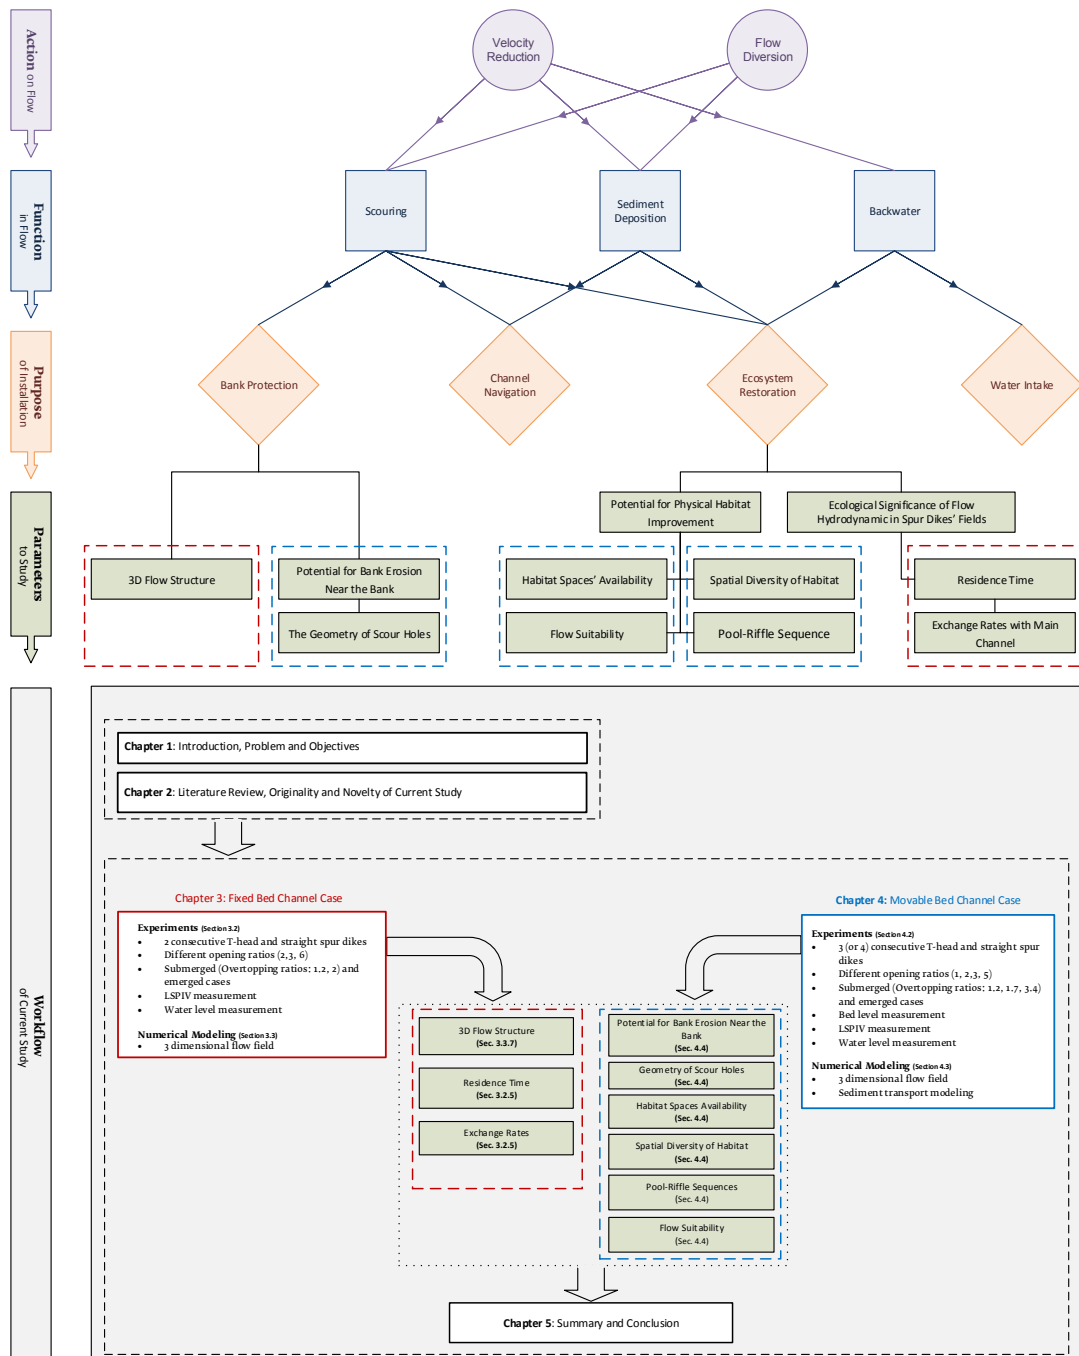 Action on Flow
Velocity
Reduction
Flow
Diversion
Function
in Flow
Scouring
Sediment
Deposition
Backwater
Purpose
of Installation
Bank Protection
Channel
Navigation
Ecosystem
Restoration
Water Intake
Parameters
to Study
Potential for Physical Habitat
Improvement
Ecological Significance of Flow
Hydrodynamic in Spur Dikes' Fields
3D Flow Structure
Potential for Bank Erosion
Near the Bank
The Geometry of Scour Holes
Habitat Spaces' Availability
Flow Suitability
Spatial Diversity of Habitat
Pool-Riffle Sequence
Residence Time
Exchange Rates with Main
Channel
Workflow
of Current Study
Chapter 1: Introduction, Problem and Objectives
Chapter 2: Literature Review, Originality and Novelty of Current Study
Chapter 3: Fixed Bed Channel Case
Experiments (Section 3.2)
• 2 consecutive T-head and straight spur dikes
• Different opening ratios (2,3, 6)
• Submerged (Overtopping ratios: 1,2, 2) and
emerged cases
• LSPIV measurement
• Water level measurement
Numerical Modeling (Section 3.3)
• 3 dimensional flow field
Chapter 4: Movable Bed Channel Case
Experiments (Section 4.2)
• 3 (or 4) consecutive T-head and straight spur
dikes
• Different opening ratios (1, 2,3, 5)
• Submerged (Overtopping ratios: 1.2, 1.7, 3.4)
and emerged cases
• Bed level measurement
• LSPIV measurement
• Water level measurement
Numerical Modeling (Section 4.3)
• 3 dimensional flow field
• Sediment transport modeling
3D Flow Structure
(Sec. 3.3.7)
Residence Time
(Sec. 3.2.5)
Exchange Rates
(Sec. 3.2.5)
Potential for Bank Erosion Near the
Bank
(Sec. 4.4)
Geometry of Scour Holes
(Sec. 4.4)
Habitat Spaces Availability
(Sec. 4.4)
Spatial Diversity of Habitat
(Sec. 4.4)
Pool-Riffle Sequences
(Sec. 4.4)
Flow Suitability
(Sec. 4.4)
Chapter 5: Summary and Conclusion